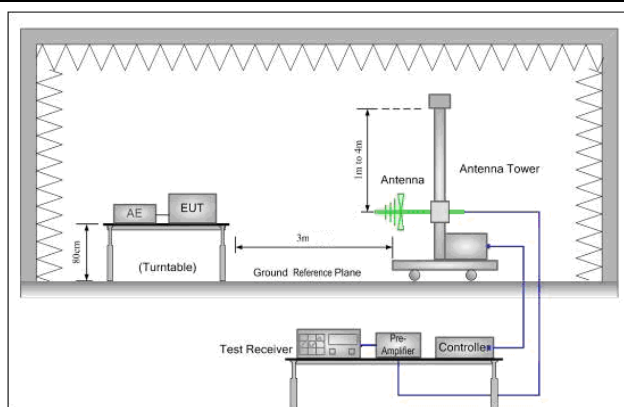 1m to 4m
Antenna
Antenna Tower
AE
EUT
80cm
3m
(Turntable)
Ground Reference Plane
Test Receiver
Pre-
Amplifier
Controller